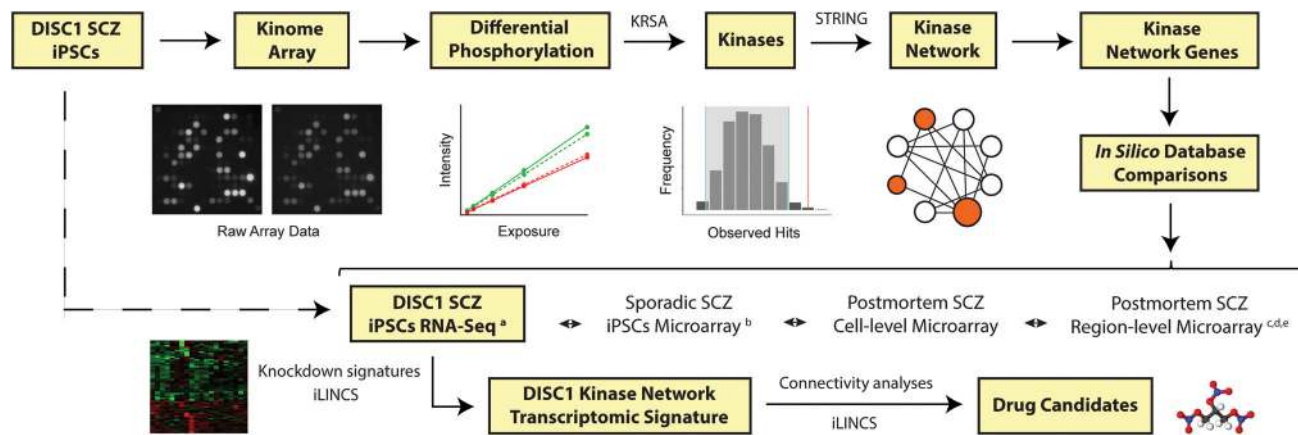 DISC1 SCZ
iPSCs
Kinome
Array
Differential
Phosphorylation
KRSA
Kinases
STRING
Kinase
Network
Kinase
Network Genes
Intensity
Frequency
In Silico Database
Comparisons
Raw Array Data
Exposure
Observed Hits
DISC1 SCZ
iPSCs RNA-Seq a
Sporadic SCZ
iPSCs Microarray b
Postmortem SCZ
Cell-level Microarray
Postmortem SCZ
Region-level Microarray c,d,e
Knockdown signatures
iLINCS
DISC1 Kinase Network
Transcriptomic Signature
Connectivity analyses
iLINCS
Drug Candidates